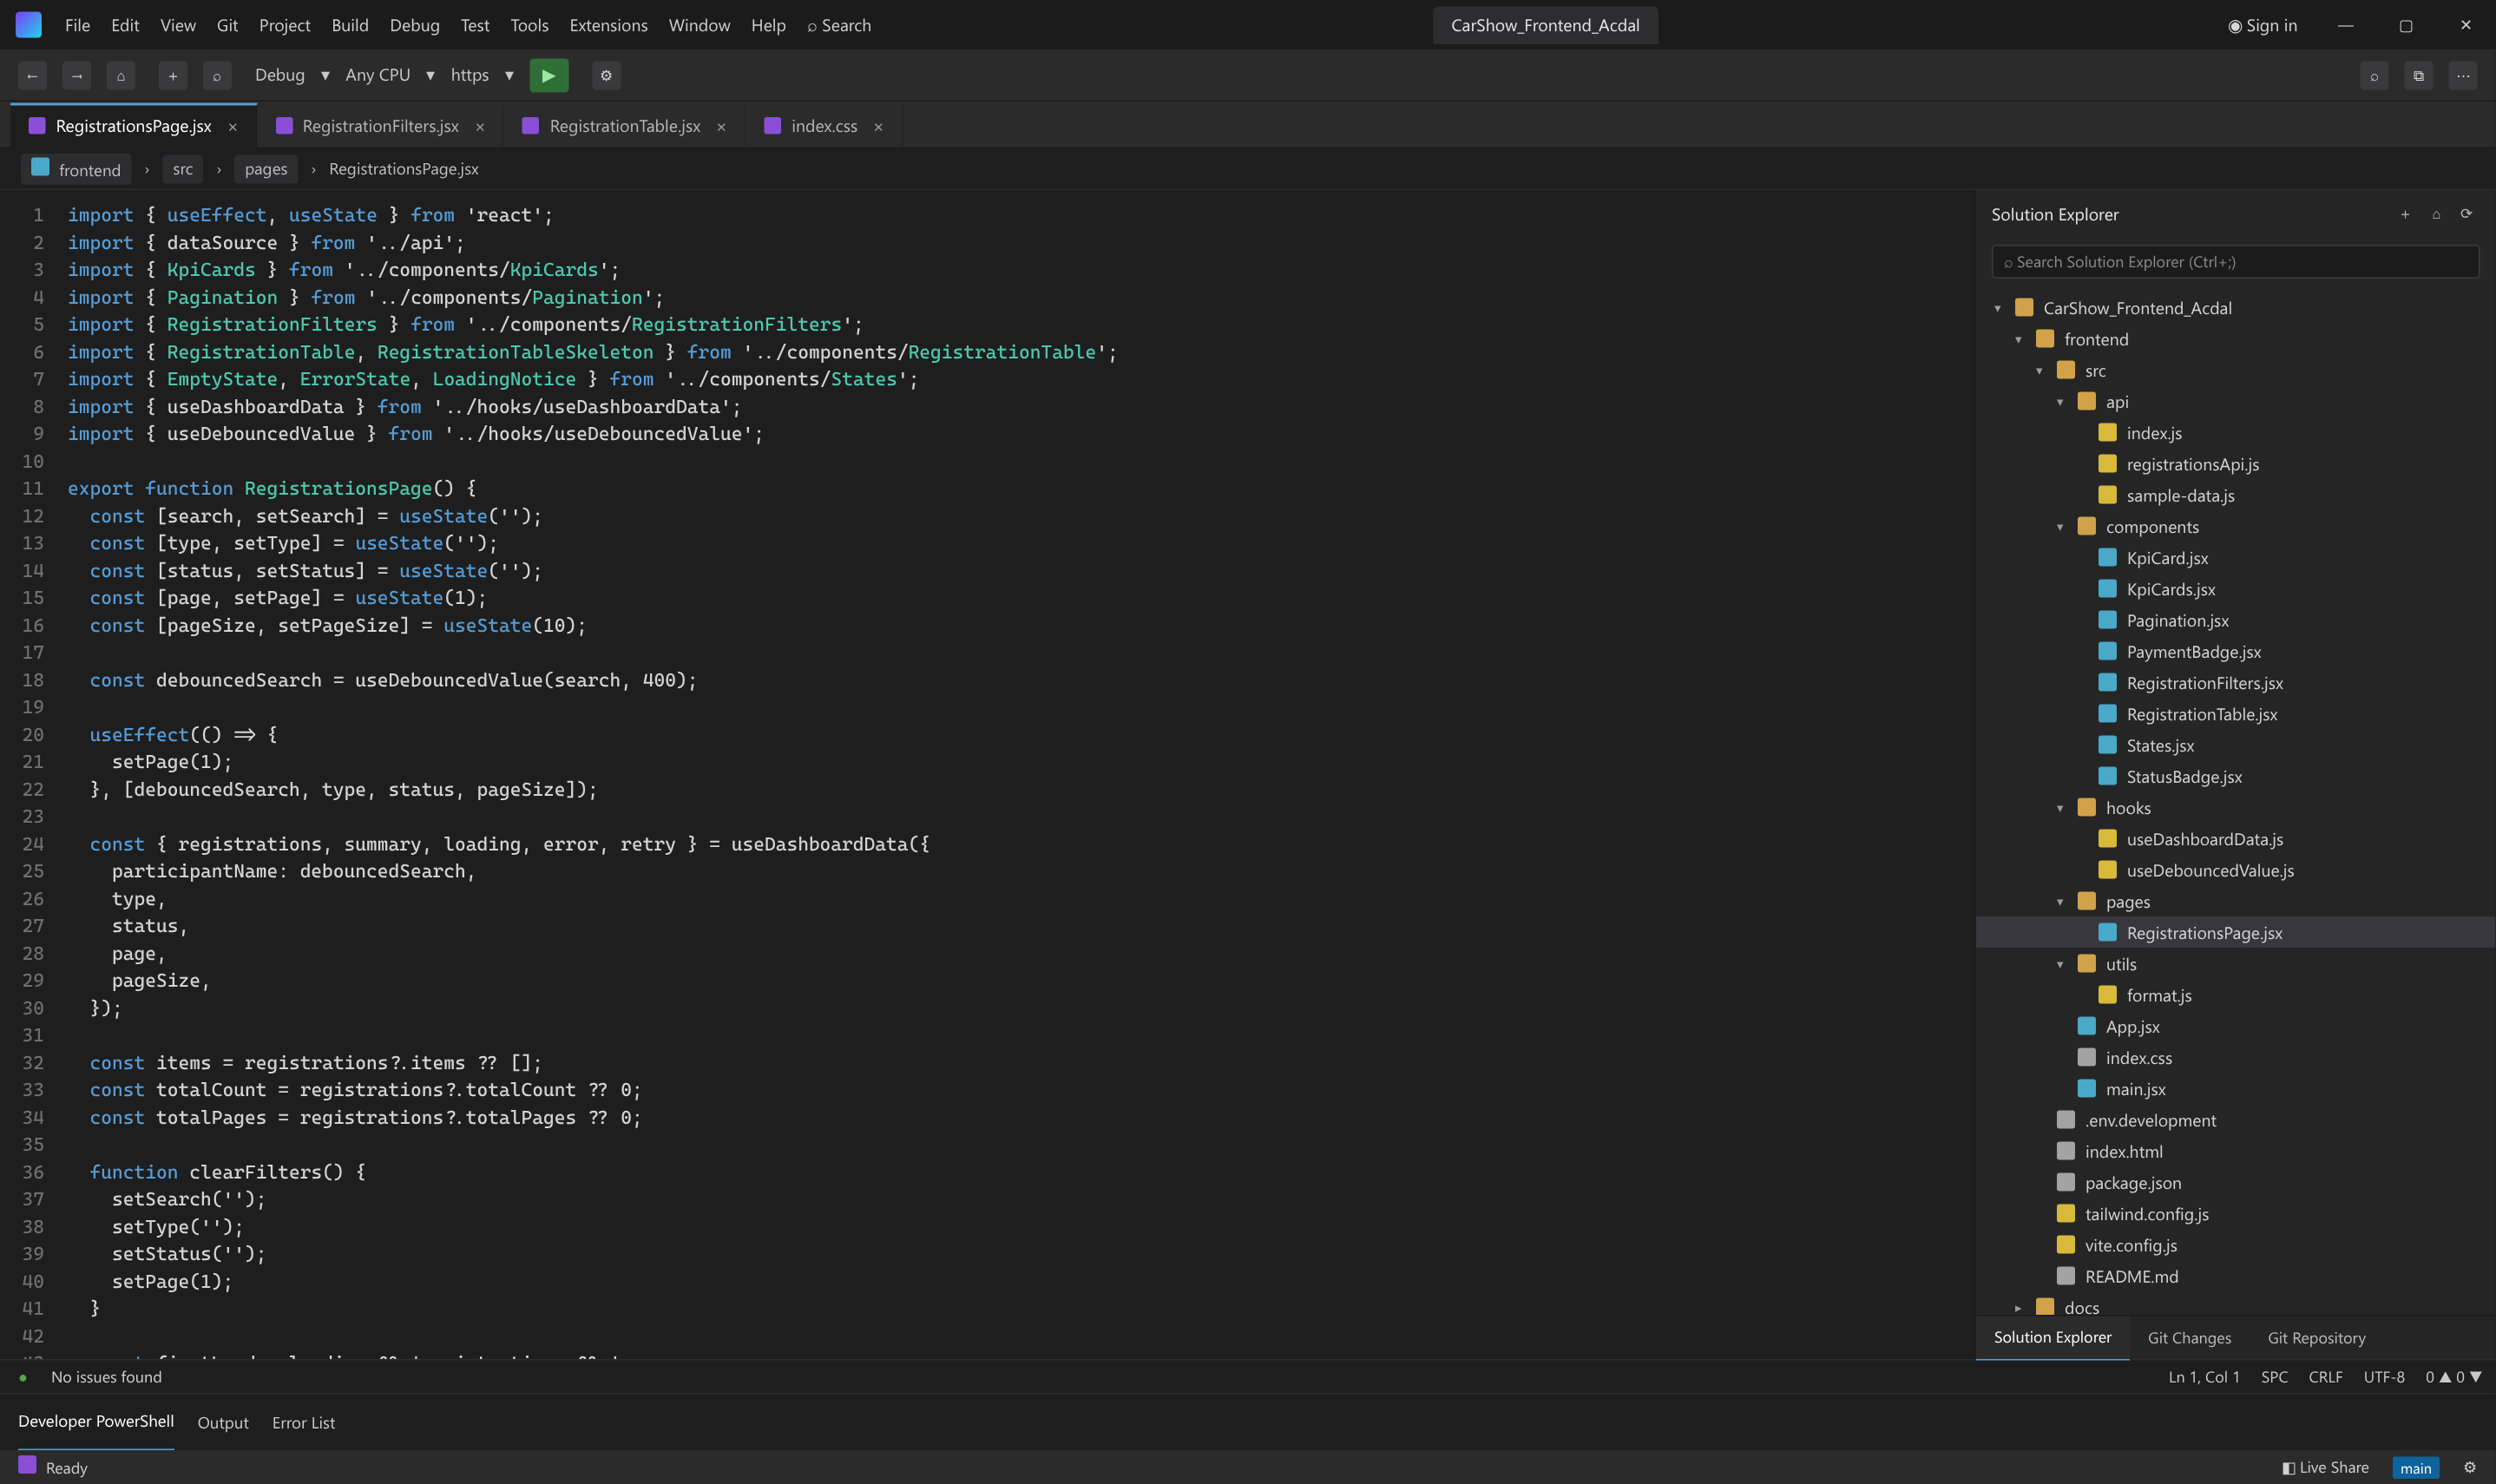 File Edit View Git Project Build Debug Test Tools Extensions Window Help Search
CarShow_Frontend_Acdal
Sign in
Debug Any CPU https
RegistrationsPage.jsx × RegistrationFilters.jsx × RegistrationTable.jsx × index.css ×
frontend › src › pages › RegistrationsPage.jsx
1 import { useEffect, useState } from 'react';
2 import { dataSource } from '../api';
3 import { KpiCards } from '../components/KpiCards';
4 import { Pagination } from '../components/Pagination';
5 import { RegistrationFilters } from '../components/RegistrationFilters';
6 import { RegistrationTable, RegistrationTableSkeleton } from '../components/RegistrationTable';
7 import { EmptyState, ErrorState, LoadingNotice } from '../components/States';
8 import { useDashboardData } from '../hooks/useDashboardData';
9 import { useDebouncedValue } from '../hooks/useDebouncedValue';
10
11 export function RegistrationsPage() {
12 const [search, setSearch] = useState('');
13 const [type, setType] = useState('');
14 const [status, setStatus] = useState('');
15 const [page, setPage] = useState(1);
16 const [pageSize, setPageSize] = useState(10);
17
18 const debouncedSearch = useDebouncedValue(search, 400);
19
20 useEffect(() => {
21 setPage(1);
22 }, [debouncedSearch, type, status, pageSize]);
23
24 const { registrations, summary, loading, error, retry } = useDashboardData({
25 participantName: debouncedSearch,
26 type,
27 status,
28 page,
29 pageSize,
30 });
31
32 const items = registrations?.items ?? [];
33 const totalCount = registrations?.totalCount ?? 0;
34 const totalPages = registrations?.totalPages ?? 0;
35
36 function clearFilters() {
37 setSearch('');
38 setType('');
39 setStatus('');
40 setPage(1);
41 }
42
Solution Explorer
Search Solution Explorer (Ctrl+;)
CarShow_Frontend_Acdal
frontend
src
api
index.js
registrationsApi.js
sample-data.js
components
KpiCard.jsx
KpiCards.jsx
Pagination.jsx
PaymentBadge.jsx
RegistrationFilters.jsx
RegistrationTable.jsx
States.jsx
StatusBadge.jsx
hooks
useDashboardData.js
useDebouncedValue.js
pages
RegistrationsPage.jsx
utils
format.js
App.jsx
index.css
main.jsx
.env.development
index.html
package.json
tailwind.config.js
vite.config.js
README.md
docs
Solution Explorer Git Changes Git Repository
No issues found
Ln 1, Col 1 SPC CRLF UTF-8 0 ▲ 0 ▼
Developer PowerShell Output Error List
Ready
Live Share main